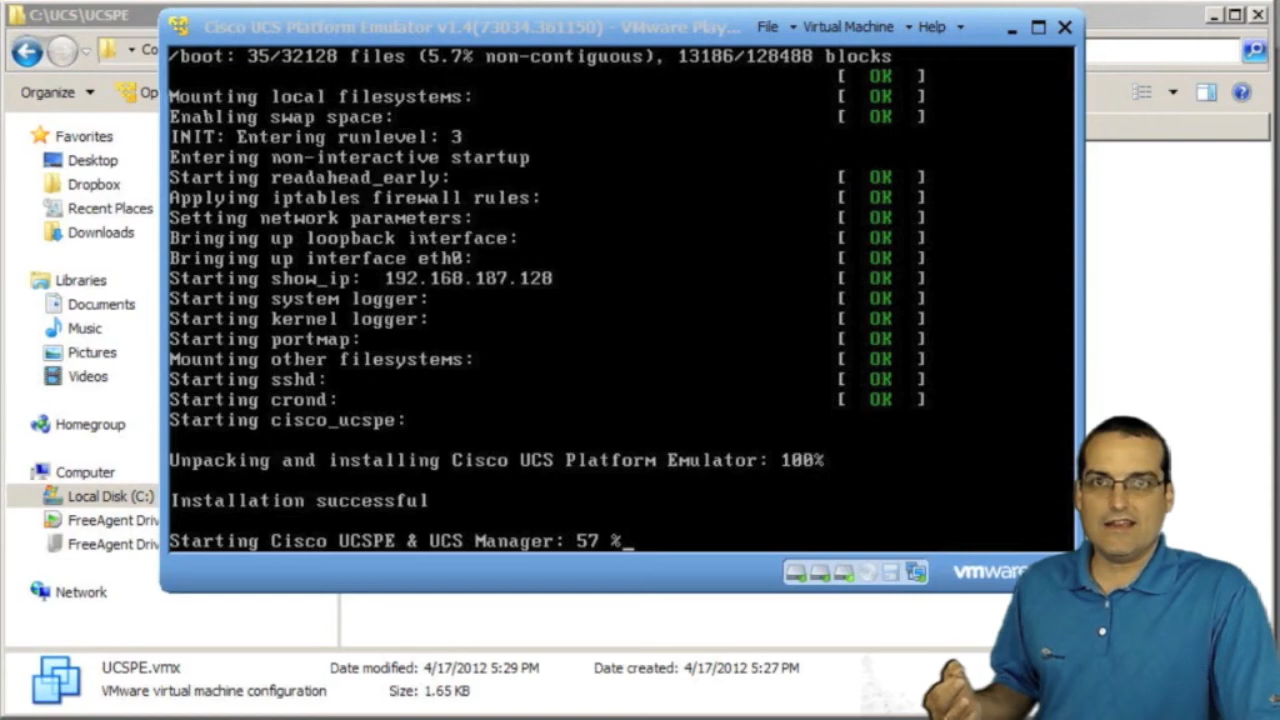 C:\UCS\UCSPE
Cisco UCS Platform Emulator v1.4(73034.361150) - VMware Play...
File
Virtual Machine
Help
Co
Organize
Op
Favorites
Desktop
Dropbox
Recent Places
Downloads
Libraries
Documents
Music
Pictures
Videos
Homegroup
Computer
Local Disk (C:)
FreeAgent Driv
FreeAgent Driv
Network
/boot: 35/32128 files (5.7% non-contiguous), 13186/128488 blocks
[ OK ]
Mounting local filesystems: [ OK ]
Enabling swap space: [ OK ]
INIT: Entering runlevel: 3
Entering non-interactive startup
Starting readahead_early: [ OK ]
Applying iptables firewall rules: [ OK ]
Setting network parameters: [ OK ]
Bringing up loopback interface: [ OK ]
Bringing up interface eth0: [ OK ]
Starting show_ip: 192.168.187.128 [ OK ]
Starting system logger: [ OK ]
Starting kernel logger: [ OK ]
Starting portmap: [ OK ]
Mounting other filesystems: [ OK ]
Starting sshd: [ OK ]
Starting crond: [ OK ]
Starting cisco_ucspe:
Unpacking and installing Cisco UCS Platform Emulator: 100%
Installation successful
Starting Cisco UCSPE & UCS Manager: 57 %_
vmwar
UCSPE.vmx
Date modified: 4/17/2012 5:29 PM
Date created: 4/17/2012 5:27 PM
VMware virtual machine configuration
Size: 1.65 KB